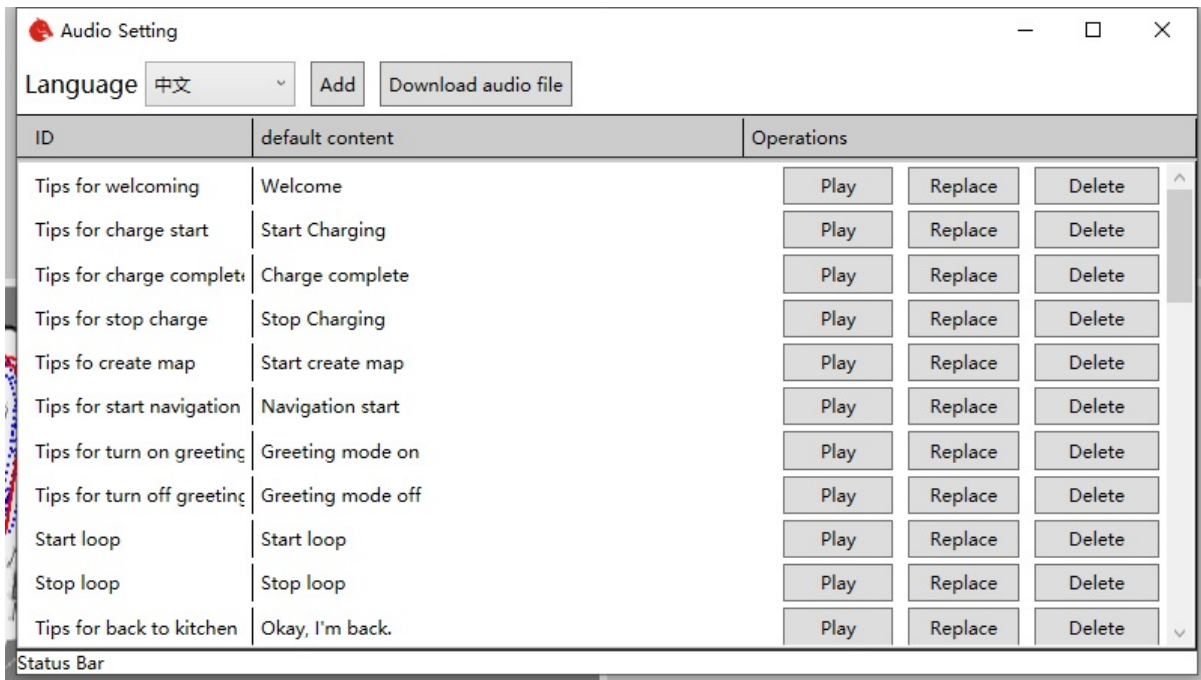 Audio Setting
Language 中文 Add Download audio file
ID default content Operations
Tips for welcoming Welcome Play Replace Delete
Tips for charge start Start Charging Play Replace Delete
Tips for charge complete Charge complete Play Replace Delete
Tips for stop charge Stop Charging Play Replace Delete
Tips fo create map Start create map Play Replace Delete
Tips for start navigation Navigation start Play Replace Delete
Tips for turn on greeting Greeting mode on Play Replace Delete
Tips for turn off greeting Greeting mode off Play Replace Delete
Start loop Start loop Play Replace Delete
Stop loop Stop loop Play Replace Delete
Tips for back to kitchen Okay, I'm back. Play Replace Delete
Status Bar